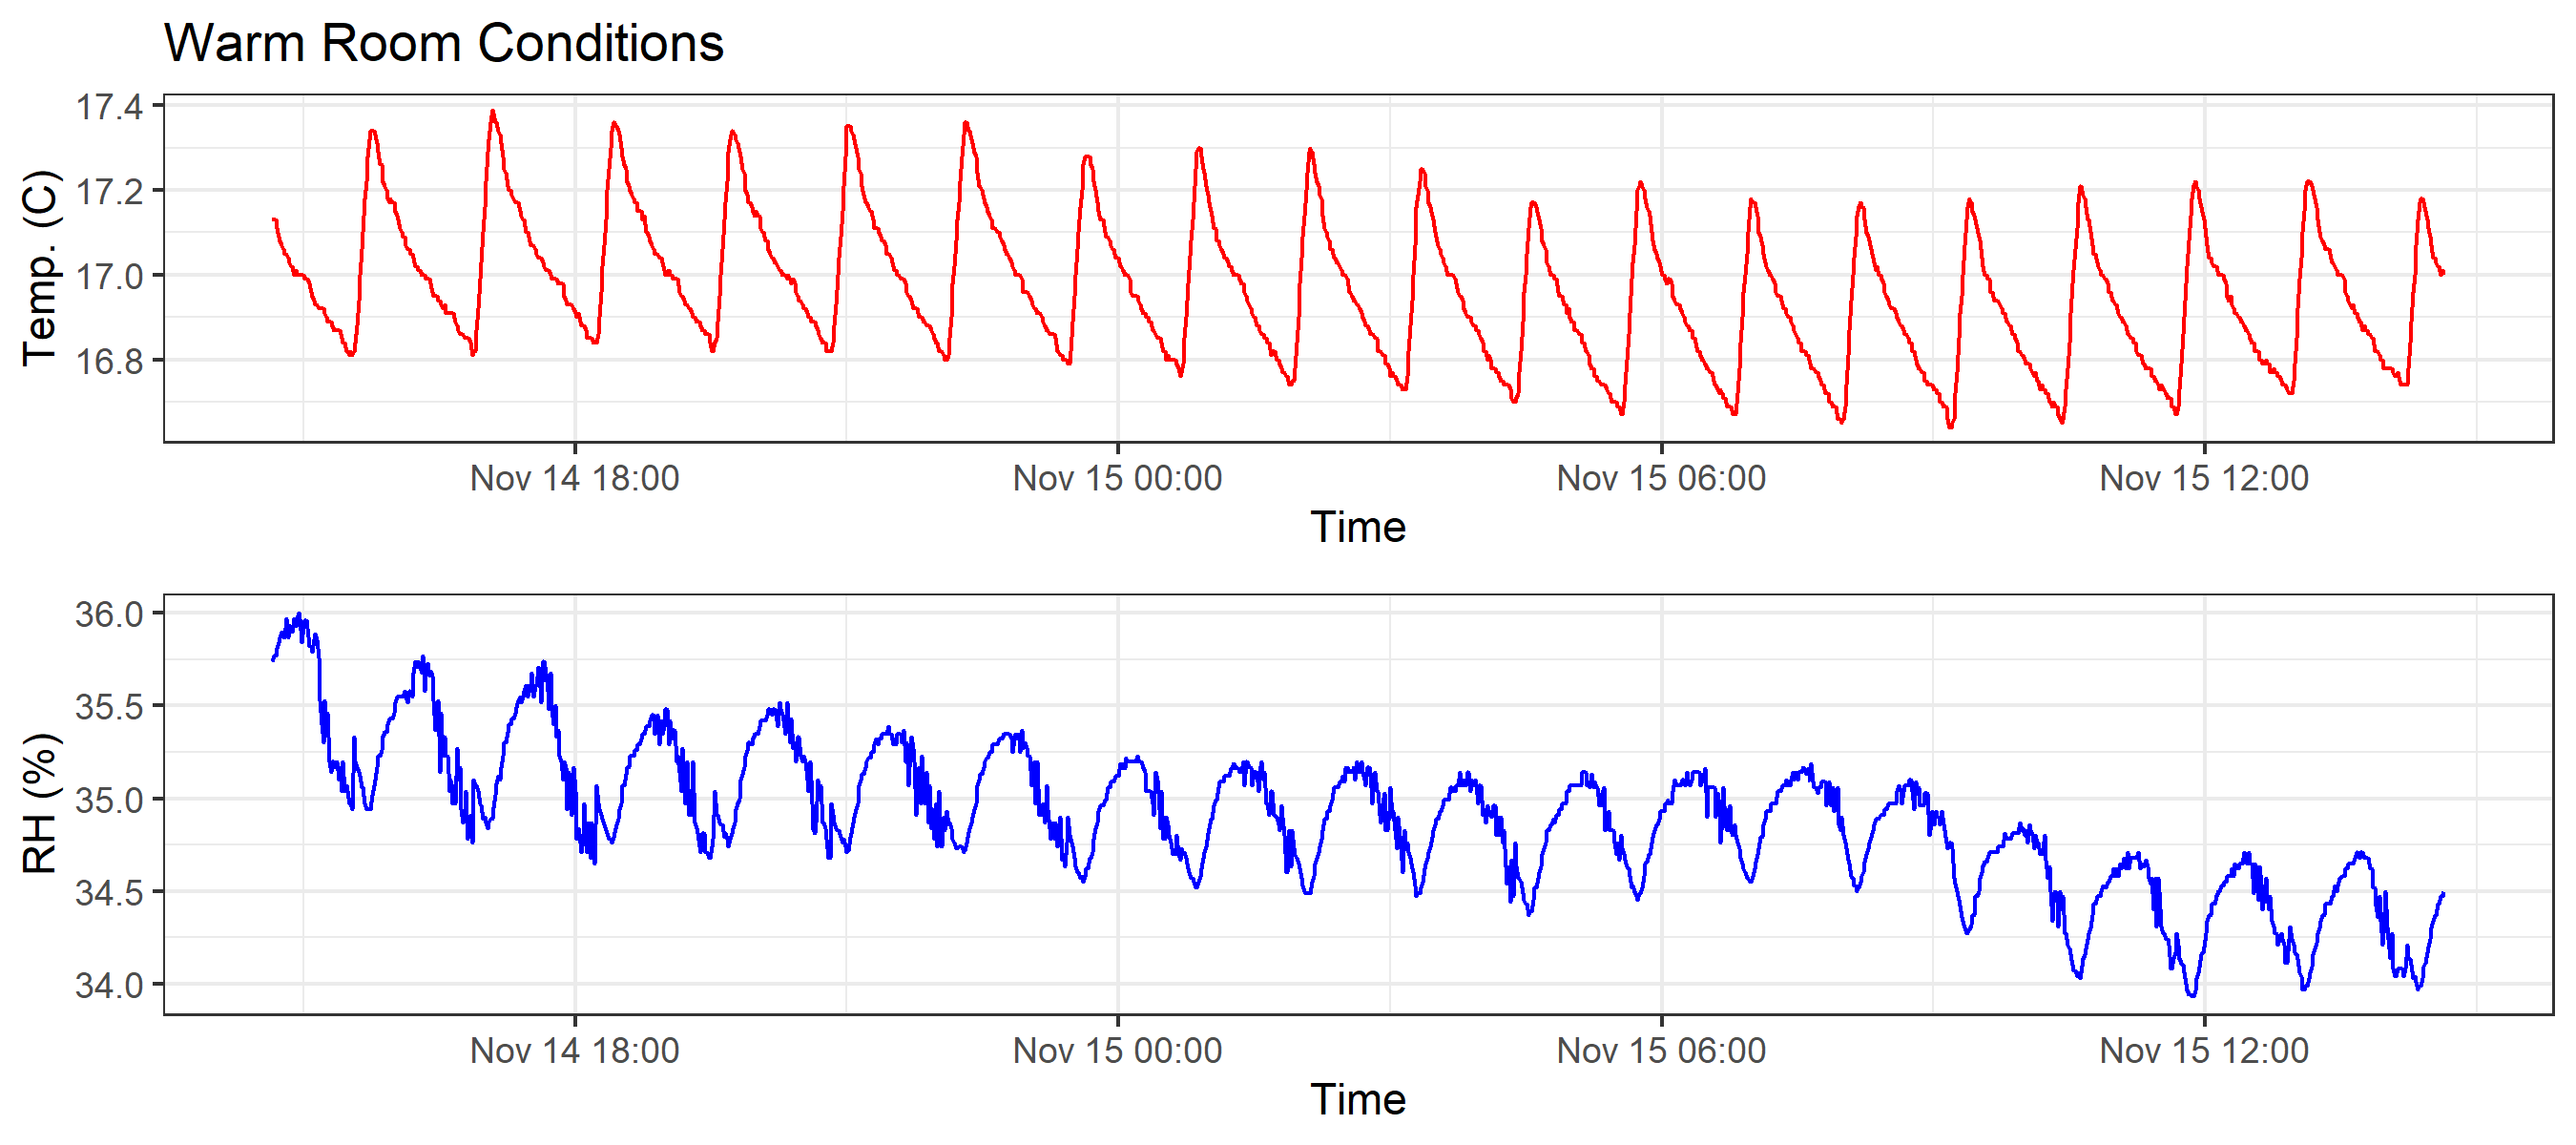 Warm Room Conditions
17.4
17.2
17.0
16.8
Temp. (C)
Nov 14 18:00 Nov 15 00:00 Nov 15 06:00 Nov 15 12:00
Time
36.0
35.5
35.0
34.5
34.0
RH (%)
Nov 14 18:00 Nov 15 00:00 Nov 15 06:00 Nov 15 12:00
Time